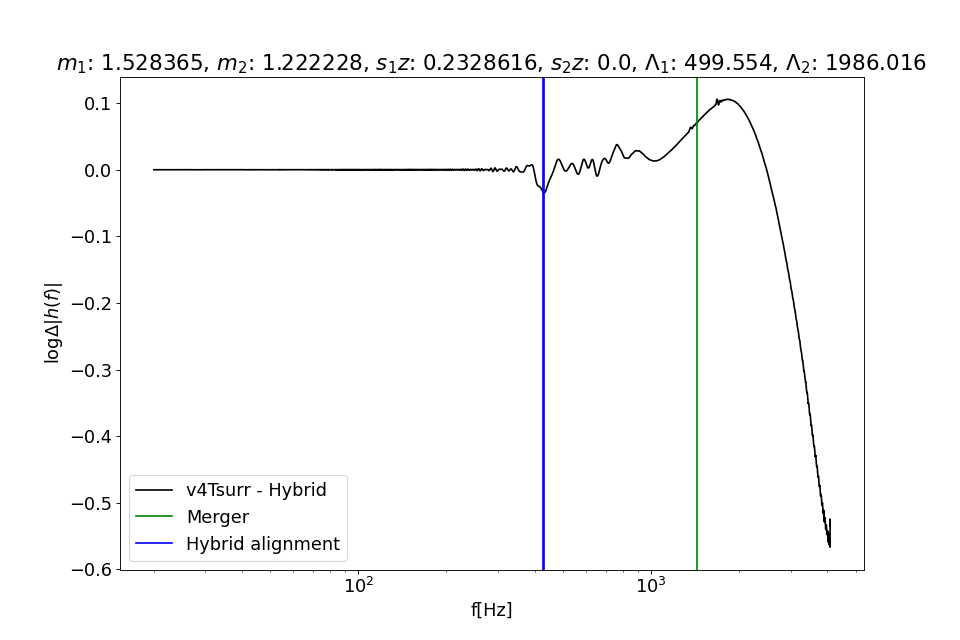 m₁: 1.528365, m₂: 1.222228, s₁z: 0.2328616, s₂z: 0.0, Λ₁: 499.554, Λ₂: 1986.016
0.1
0.0
−0.1
−0.2
−0.3
−0.4
−0.5
−0.6
logΔ|h(f)|
v4Tsurr - Hybrid
Merger
Hybrid alignment
10² 10³
f[Hz]